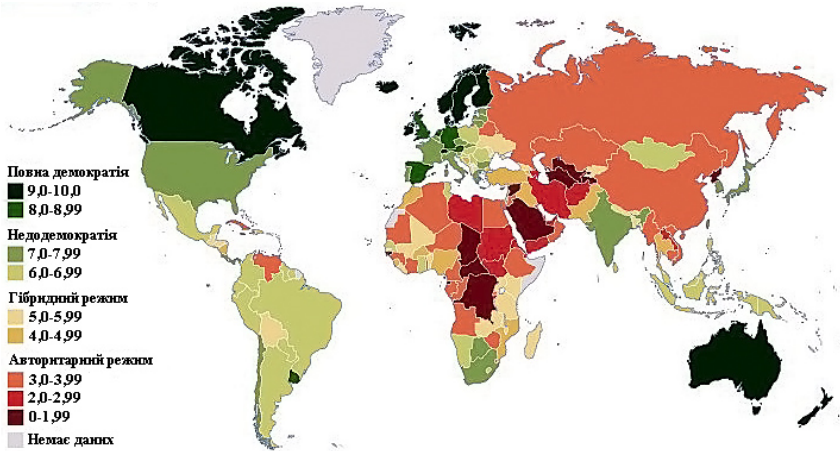 Повна демократія
9,0-10,0
8,0-8,99
Недодемократія
7,0-7,99
6,0-6,99
Гібридний режим
5,0-5,99
4,0-4,99
Авторитарний режим
3,0-3,99
2,0-2,99
0-1,99
Немає даних